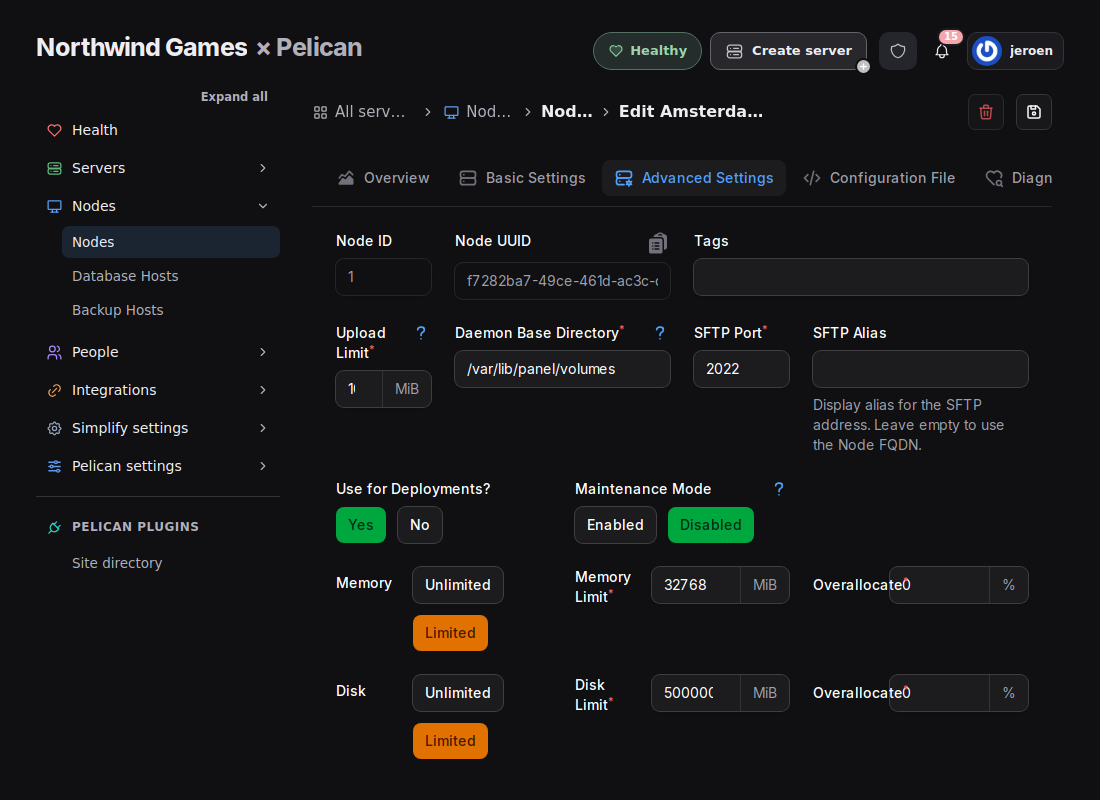 Northwind Games × Pelican
Healthy
Create server
15
jeroen
Expand all
Health
Servers
Nodes
Nodes
Database Hosts
Backup Hosts
People
Integrations
Simplify settings
Pelican settings
PELICAN PLUGINS
Site directory
All serv... > Nod... > Nod... > Edit Amsterda...
Overview
Basic Settings
Advanced Settings
Configuration File
Diagn
Node ID
1
Node UUID
f7282ba7-49ce-461d-ac3c-
Tags
Upload
Limit*
MiB
Daemon Base Directory*
/var/lib/panel/volumes
SFTP Port*
2022
SFTP Alias
Display alias for the SFTP
address. Leave empty to use
the Node FQDN.
Use for Deployments?
Yes No
Maintenance Mode
Enabled Disabled
Memory
Unlimited
Limited
Memory
Limit*
32768 MiB
Overallocate*
0 %
Disk
Unlimited
Limited
Disk
Limit*
500000 MiB
Overallocate*
0 %